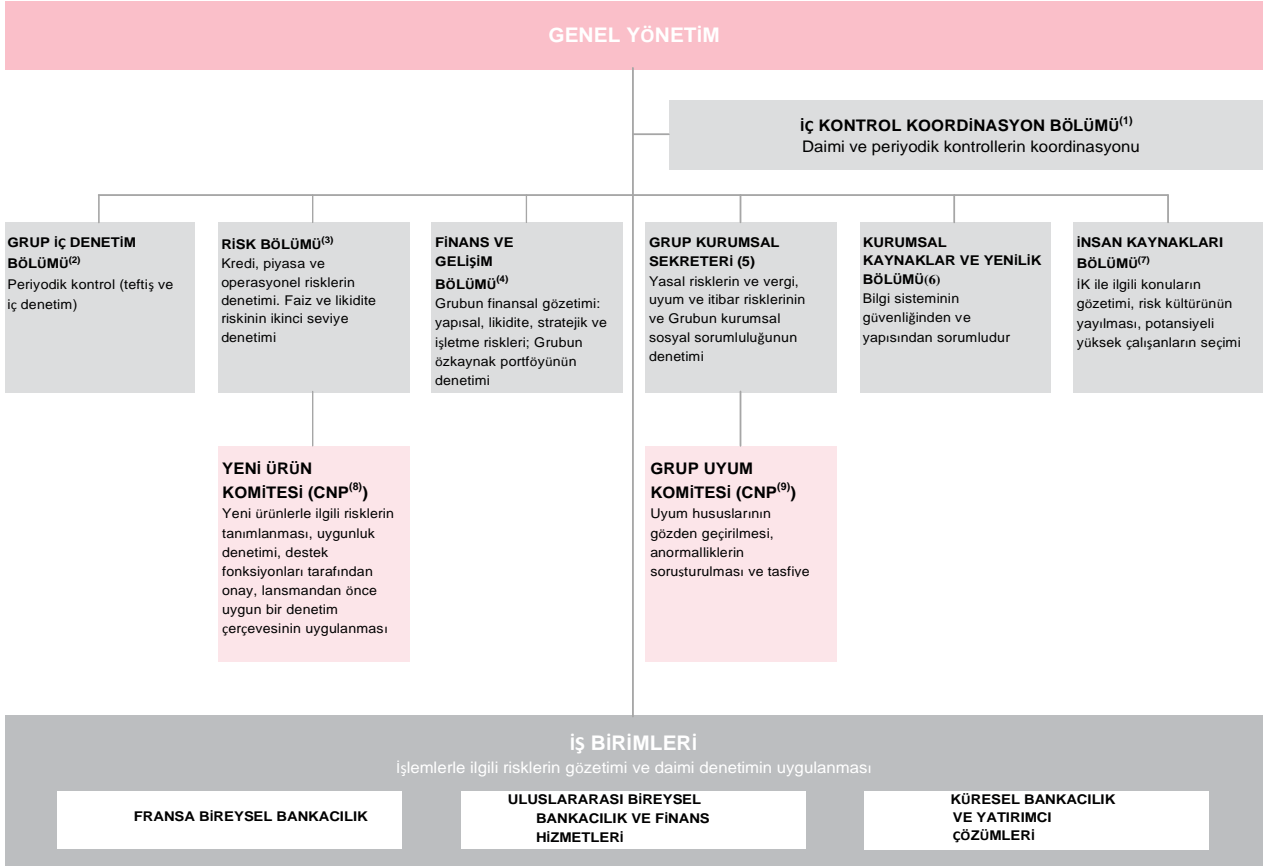 GENEL YÖNETİM
İÇ KONTROL KOORDİNASYON BÖLÜMÜ(1)
Daimi ve periyodik kontrollerin koordinasyonu
GRUP İÇ DENETİM
BÖLÜMÜ(2)
Periyodik kontrol (teftiş ve
iç denetim)
RİSK BÖLÜMÜ(3)
Kredi, piyasa ve
operasyonel risklerin
denetimi. Faiz ve likidite
riskinin ikinci seviye
denetimi
FİNANS VE
GELİŞİM
BÖLÜMÜ(4)
Grubun finansal gözetimi:
yapısal, likidite, stratejik ve
işletme riskleri; Grubun
özkaynak portföyünün
denetimi
GRUP KURUMSAL
SEKRETERİ (5)
Yasal risklerin ve vergi,
uyum ve itibar risklerinin
ve Grubun kurumsal
sosyal sorumluluğunun
denetimi
KURUMSAL
KAYNAKLAR VE YENİLİK
BÖLÜMÜ(6)
Bilgi sisteminin
güvenliğinden ve
yapısından sorumludur
İNSAN KAYNAKLARI
BÖLÜMÜ(7)
İK ile ilgili konuların
gözetimi, risk kültürünün
yayılması, potansiyeli
yüksek çalışanların seçimi
YENİ ÜRÜN
KOMİTESİ (CNP(8))
Yeni ürünlerle ilgili risklerin
tanımlanması, uygunluk
denetimi, destek
fonksiyonları tarafından
onay, lansmandan önce
uygun bir denetim
çerçevesinin uygulanması
GRUP UYUM
KOMİTESİ (CNP(9))
Uyum hususlarının
gözden geçirilmesi,
anormalliklerin
soruşturulması ve tasfiye
İŞ BİRİMLERİ
İşlemlerle ilgili risklerin gözetimi ve daimi denetimin uygulanması
FRANSA BİREYSEL BANKACILIK
ULUSLARARASI BİREYSEL
BANKACILIK VE FİNANS
HİZMETLERİ
KÜRESEL BANKACILIK
VE YATIRIMCI
ÇÖZÜMLERİ